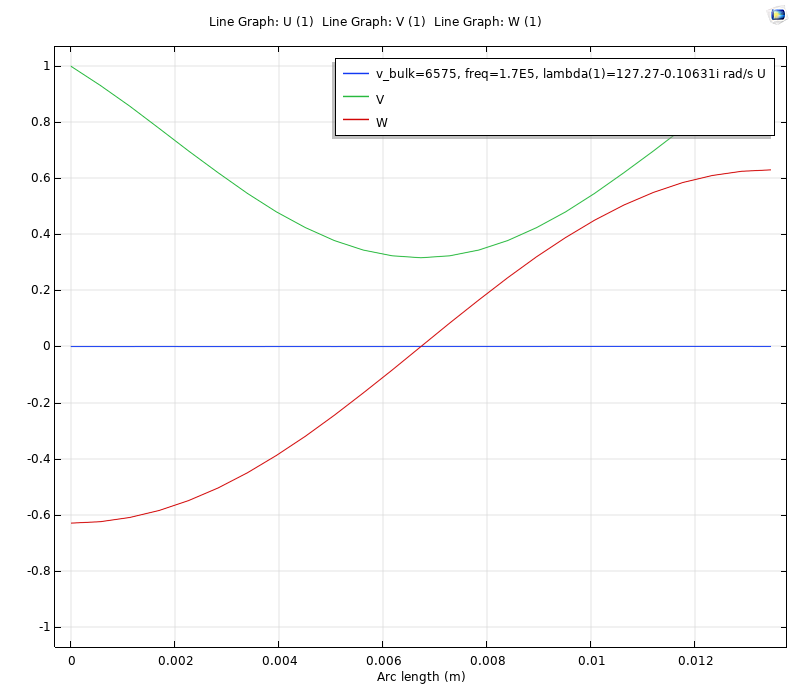 Line Graph: U (1)  Line Graph: V (1)  Line Graph: W (1)
v_bulk=6575, freq=1.7E5, lambda(1)=127.27-0.10631i rad/s U
V
W
1
0.8
0.6
0.4
0.2
0
-0.2
-0.4
-0.6
-0.8
-1
0 0.002 0.004 0.006 0.008 0.01 0.012
Arc length (m)